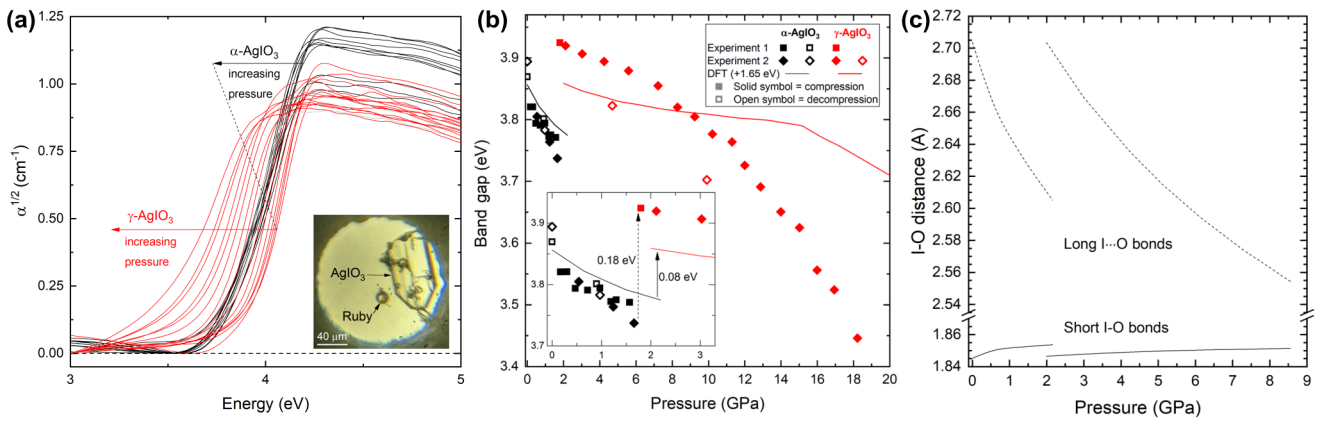 (a)
1.25
1.00
0.75
0.50
0.25
0.00
α^{1/2} (cm⁻¹)
α-AgIO₃
increasing
pressure
γ-AgIO₃
increasing
pressure
AgIO₃
Ruby
40 μm
3
4
5
Energy (eV)
(b)
3.9
3.8
3.7
3.6
3.5
3.4
Band gap (eV)
α-AgIO₃ γ-AgIO₃
Experiment 1
Experiment 2
DFT (+1.65 eV)
Solid symbol = compression
Open symbol = decompression
3.9
3.8
3.7
0.18 eV
0.08 eV
0 1 2 3
0 2 4 6 8 10 12 14 16 18 20
Pressure (GPa)
(c)
2.72
2.70
2.68
2.66
2.64
2.62
2.60
2.58
2.56
2.54
2.52
1.86
1.84
I-O distance (A)
Long I···O bonds
Short I-O bonds
0 1 2 3 4 5 6 7 8 9
Pressure (GPa)